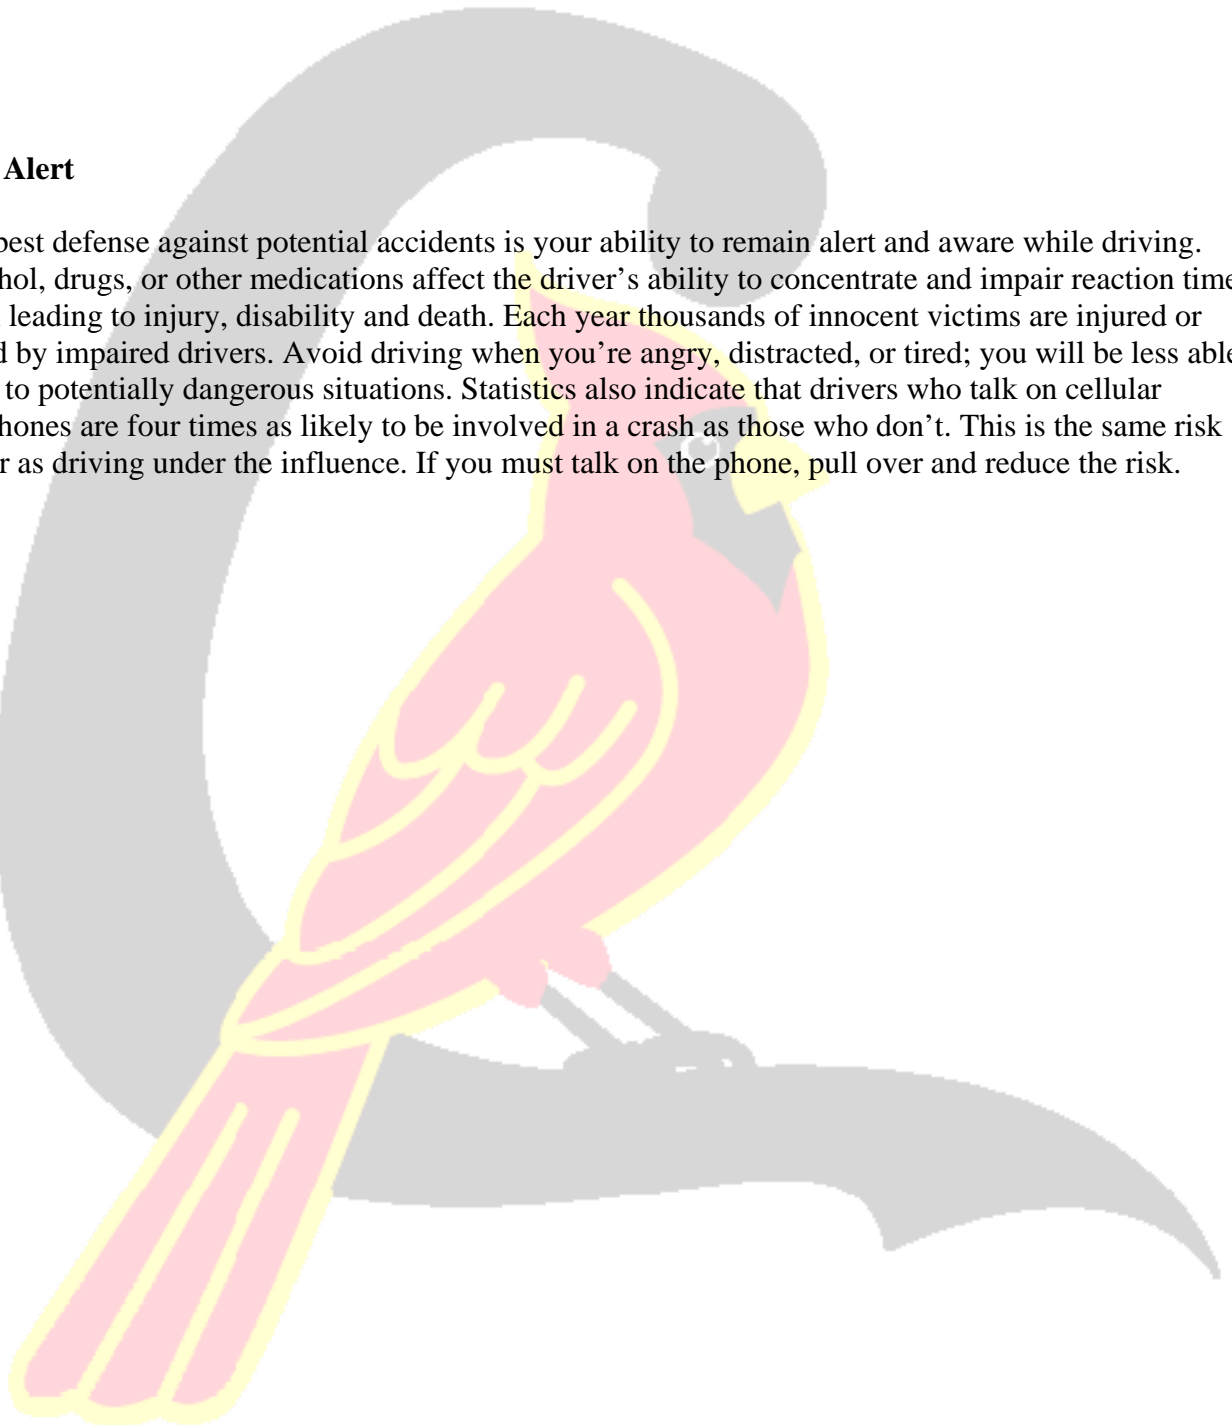 Alert
best defense against potential accidents is your ability to remain alert and aware while driving.
hol, drugs, or other medications affect the driver’s ability to concentrate and impair reaction time
leading to injury, disability and death. Each year thousands of innocent victims are injured or
d by impaired drivers. Avoid driving when you’re angry, distracted, or tired; you will be less able
to potentially dangerous situations. Statistics also indicate that drivers who talk on cellular
hones are four times as likely to be involved in a crash as those who don’t. This is the same risk
r as driving under the influence. If you must talk on the phone, pull over and reduce the risk.